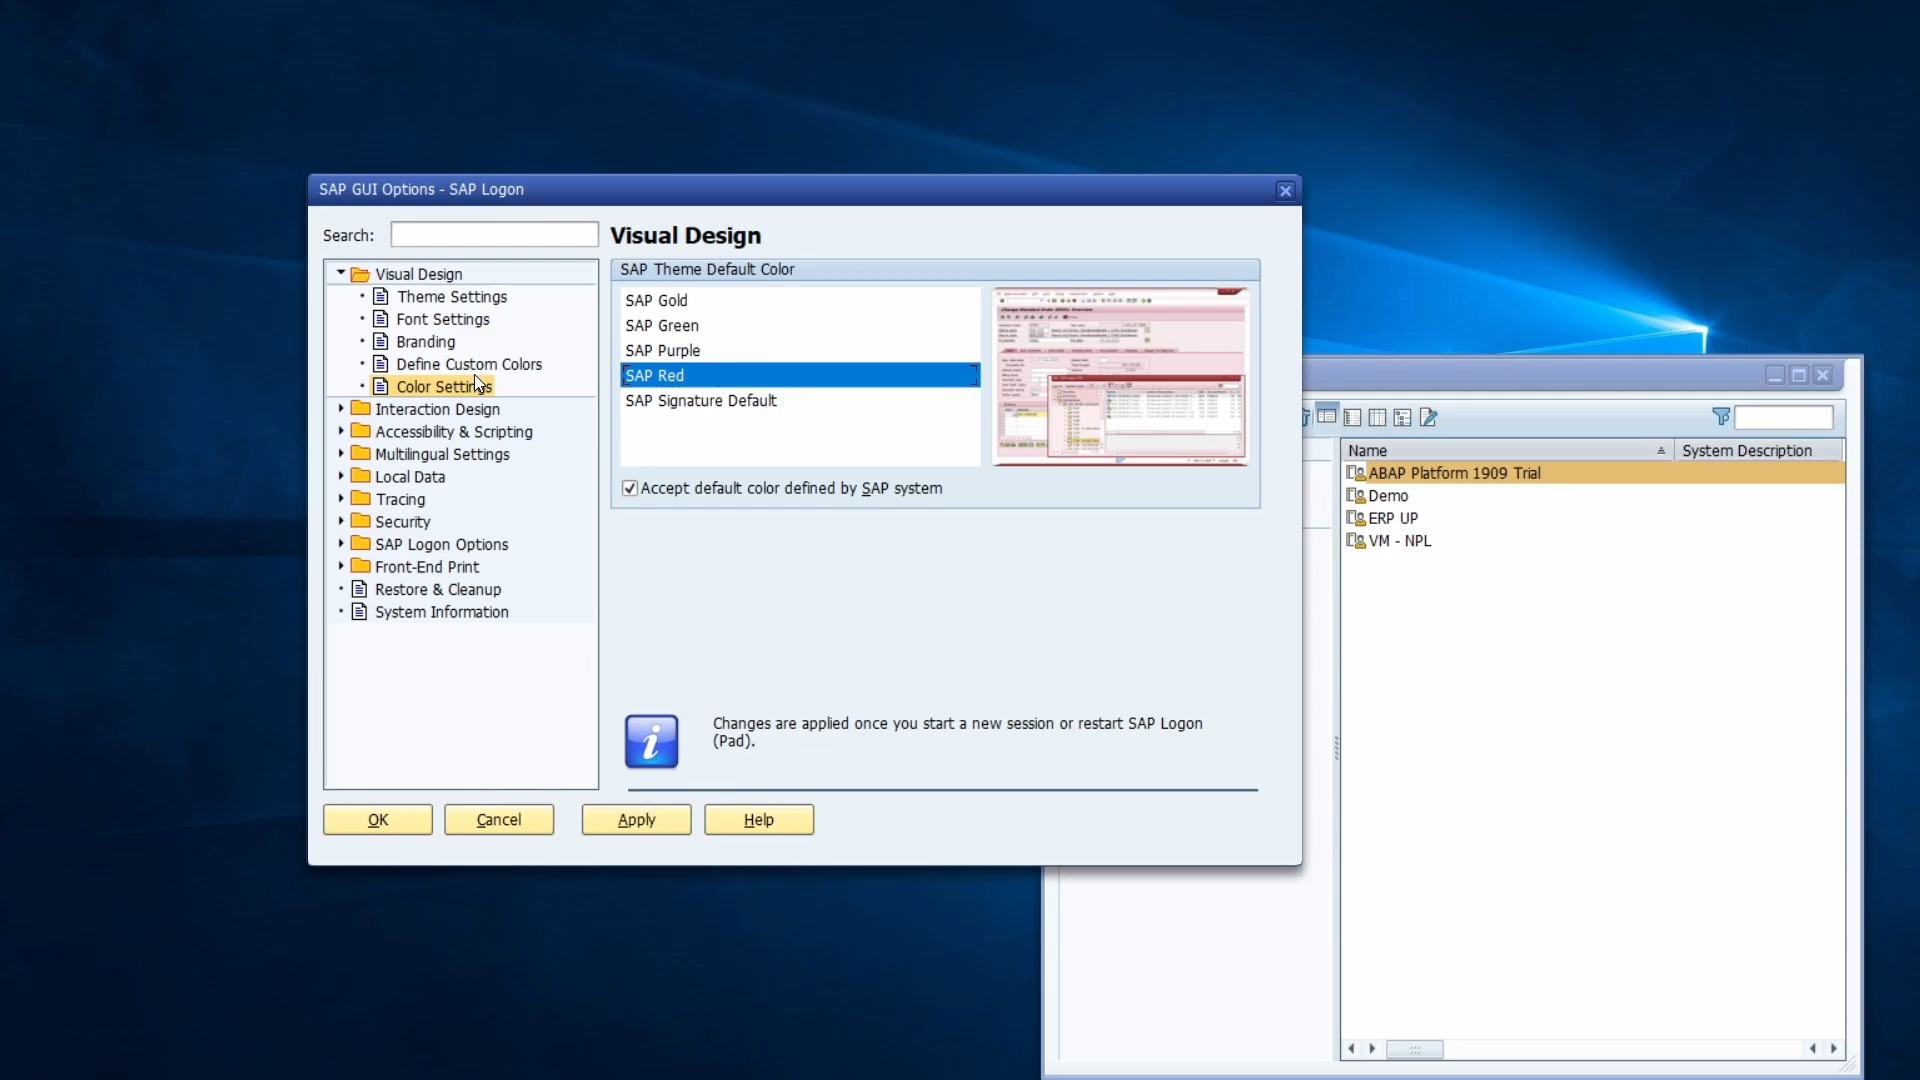 SAP GUI Options - SAP Logon
Search:
Visual Design
Visual Design
Theme Settings
Font Settings
Branding
Define Custom Colors
Color Settings
Interaction Design
Accessibility & Scripting
Multilingual Settings
Local Data
Tracing
Security
SAP Logon Options
Front-End Print
Restore & Cleanup
System Information
SAP Theme Default Color
SAP Gold
SAP Green
SAP Purple
SAP Red
SAP Signature Default
Accept default color defined by SAP system
Changes are applied once you start a new session or restart SAP Logon
(Pad).
OK
Cancel
Apply
Help
Name
System Description
ABAP Platform 1909 Trial
Demo
ERP UP
VM - NPL